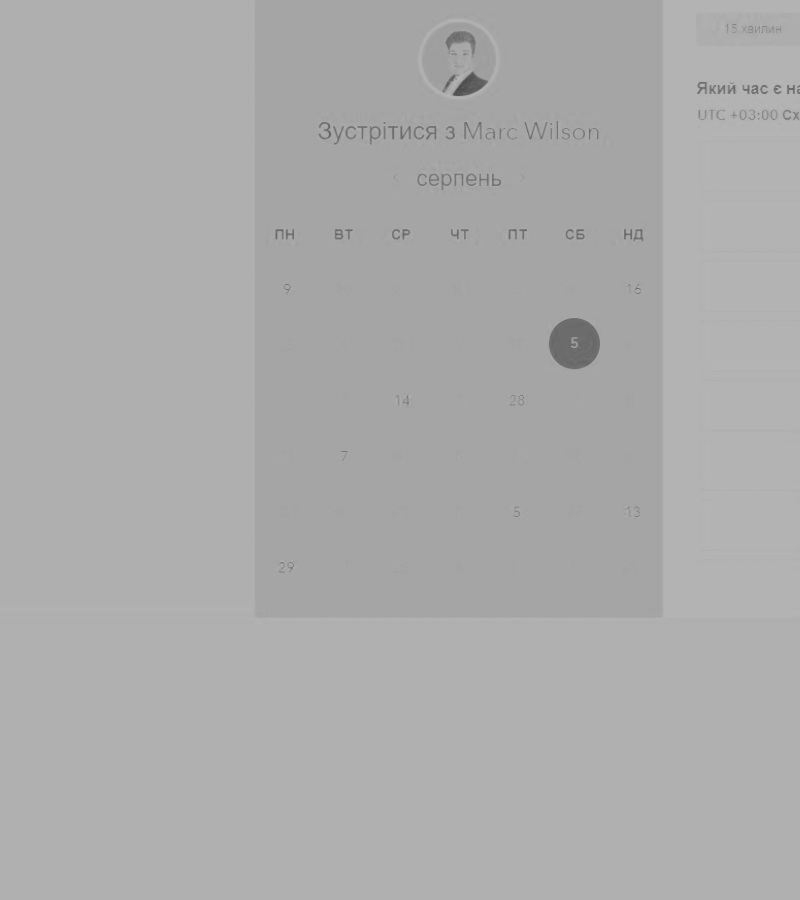 15 хвилин
Зустрітися з Marc Wilson
серпень
ПН ВТ СР ЧТ ПТ СБ НД
9 16
5
14 28
7
5 13
29
Який час є на
UTC +03:00 Сх